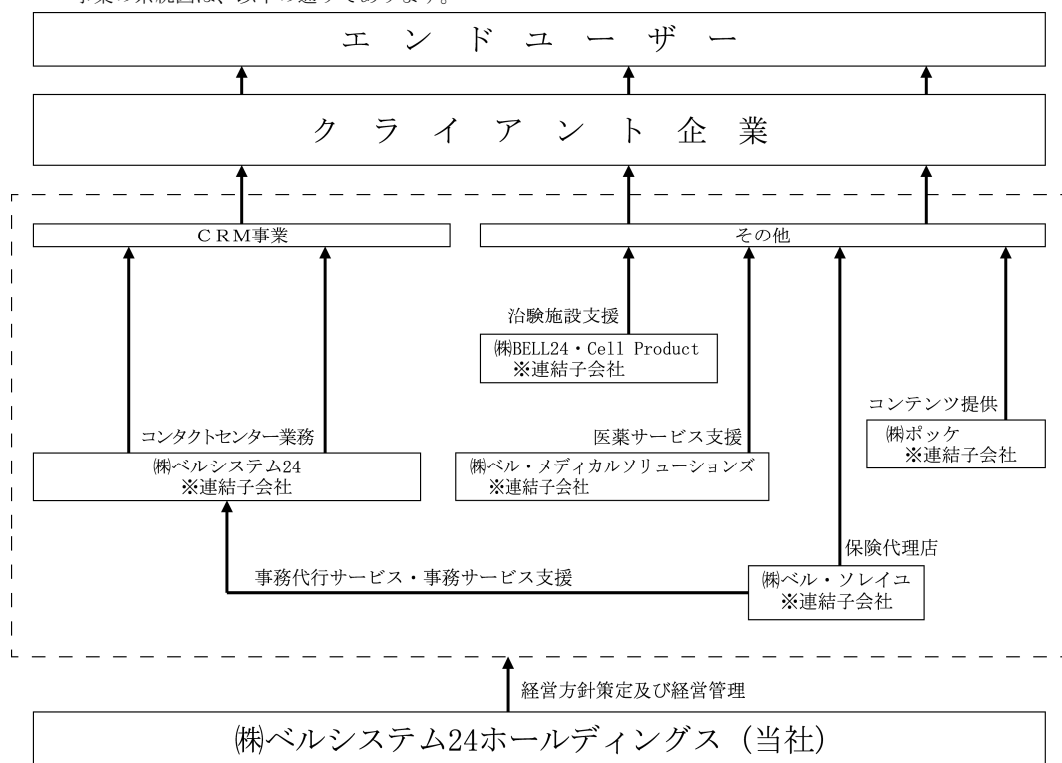 事業の系統図は、以下の通りであります。
エンドユーザー
クライアント企業
ＣＲＭ事業
その他
治験施設支援
㈱BELL24・Cell Product
※連結子会社
コンテンツ提供
㈱ポッケ
※連結子会社
コンタクトセンター業務
㈱ベルシステム24
※連結子会社
医薬サービス支援
㈱ベル・メディカルソリューションズ
※連結子会社
保険代理店
㈱ベル・ソレイユ
※連結子会社
事務代行サービス・事務サービス支援
経営方針策定及び経営管理
㈱ベルシステム24ホールディングス（当社）